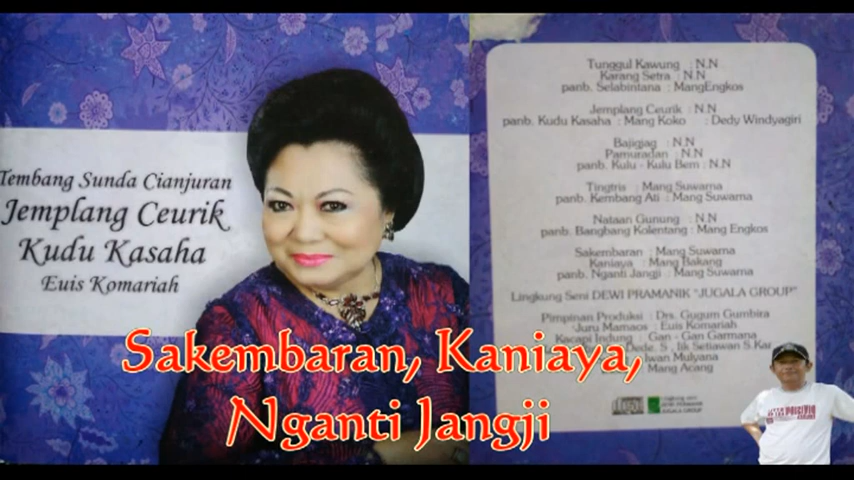 Tembang Sunda Cianjuran
Jemplang Ceurik
Kudu Kasaha
Euis Komariah
Tunggul Kawung : N.N
Karang Setra : N.N
panb. Selabintana : MangEngkos
Jemplang Ceurik : N.N
panb. Kudu Kasaha : Mang Koko : Dedy Windyagiri
Bajigjag : N.N
Pamuradan : N.N
panb. Kulu - Kulu Bem : N.N
Tingtris : Mang Suwarna
panb. Kembang Ati : Mang Suwarna
Nataan Gunung : N.N
panb. Bangbang Kolentang : Mang Engkos
Sakembaran : Mang Suwarna
Kaniaya : Mang Bakang
panb. Nganti Jangji : Mang Suwarna
Lingkung Seni DEWI PRAMANIK "JUGALA GROUP"
Pimpinan Produksi : Drs. Gugum Gumbira
Juru Mamaos : Euis Komariah
Kacapi Indung : Gan - Gan Garmana
Dede. S , Iik Setiawan S.Kar
Iwan Mulyana
Mang Acang
Sakembaran, Kaniaya,
Nganti Jangji